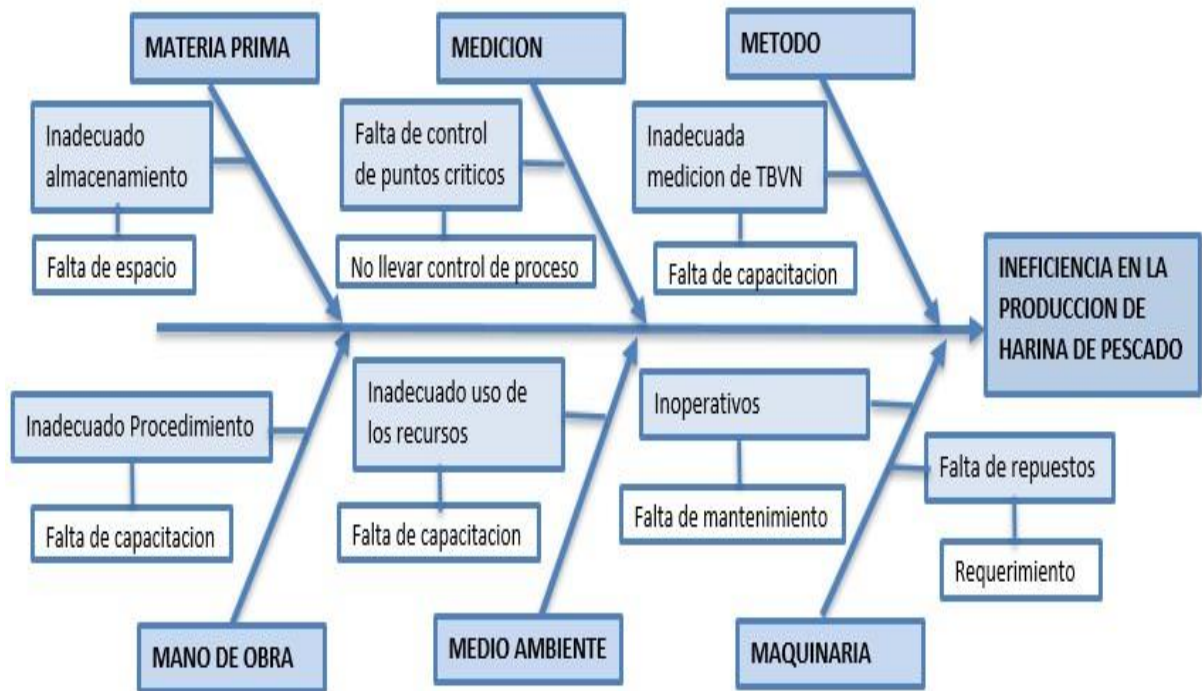 MATERIA PRIMA
MEDICION
METODO
Inadecuado
almacenamiento
Falta de espacio
Falta de control
de puntos criticos
No llevar control de proceso
Inadecuada
medicion de TBVN
Falta de capacitacion
INEFICIENCIA EN LA
PRODUCCION DE
HARINA DE PESCADO
Inadecuado Procedimiento
Falta de capacitacion
Inadecuado uso de
los recursos
Falta de capacitacion
Inoperativos
Falta de mantenimiento
Falta de repuestos
Requerimiento
MANO DE OBRA
MEDIO AMBIENTE
MAQUINARIA